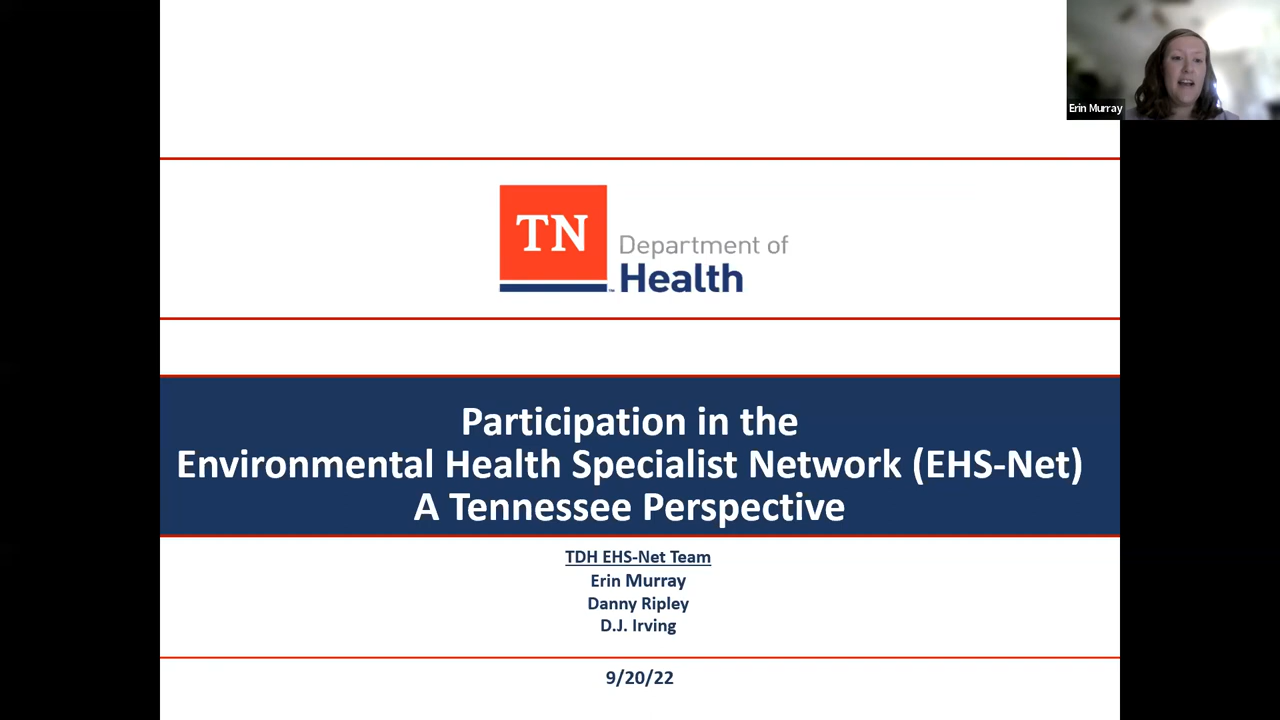 Erin Murray
TN
Department of
Health
Participation in the
Environmental Health Specialist Network (EHS-Net)
A Tennessee Perspective
TDH EHS-Net Team
Erin Murray
Danny Ripley
D.J. Irving
9/20/22